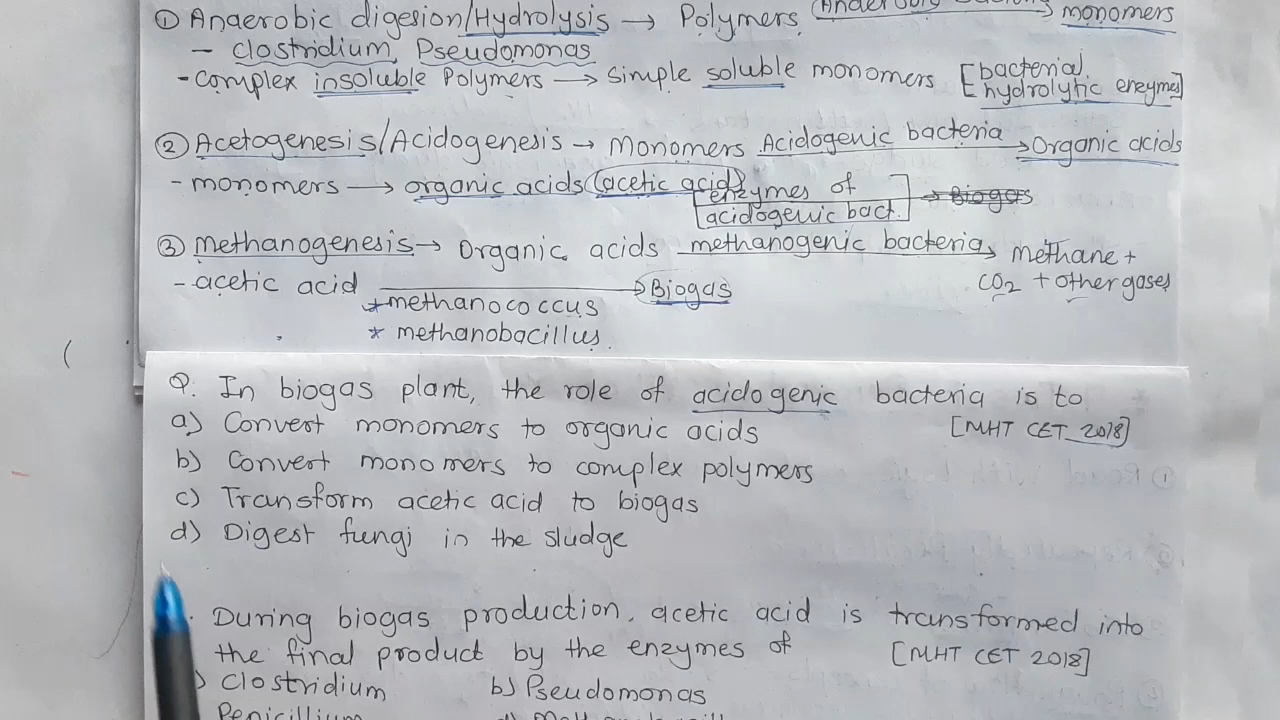 ① Anaerobic digesion/Hydrolysis → Polymers (Anaerobic → monomers
- clostridium, Pseudomonas
- Complex insoluble Polymers → Simple soluble monomers [bacterial
[hydrolytic enzymes]
② Acetogenesis/Acidogenesis → Monomers Acidogenic bacteria → Organic acids
- monomers → organic acids (acetic acid)
enzymes of
acidogenic bact. → Biogas
③ methanogenesis → Organic acids methanogenic bacteria → methane +
CO2 + other gases
- acetic acid → Biogas
* methanococcus
* methanobacillus.
Q. In biogas plant, the role of acidogenic bacteria is to
a) Convert monomers to organic acids [MHT CET 2018]
b) Convert monomers to complex polymers
c) Transform acetic acid to biogas
d) Digest fungi in the sludge
During biogas production, acetic acid is transformed into
the final product by the enzymes of [MHT CET 2018]
) Clostridium b) Pseudomonas
Penicillium